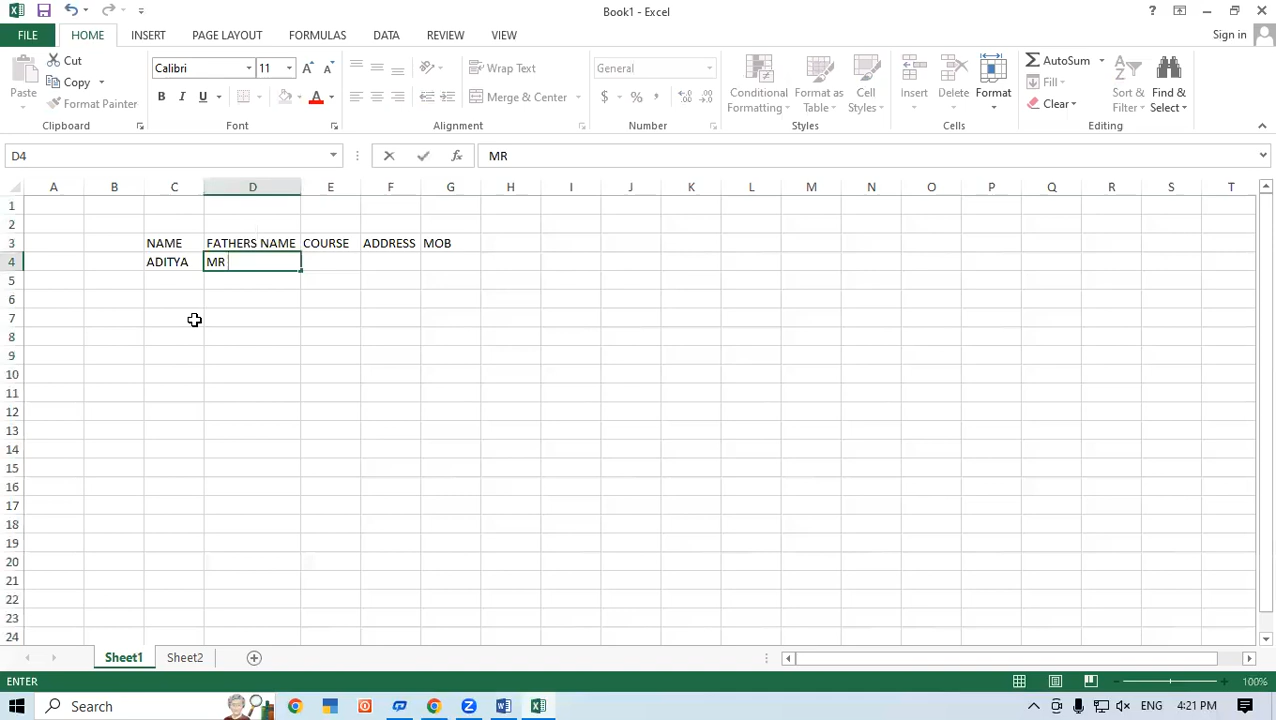 Book1 - Excel
?
FILE HOME INSERT PAGE LAYOUT FORMULAS DATA REVIEW VIEW Sign in
Paste Cut Copy Format Painter Clipboard
Calibri 11 A A B I U A Font
Wrap Text Merge & Center Alignment
General $ % , Number
Conditional Formatting Format as Table Cell Styles Styles
Insert Delete Format Cells
AutoSum Fill Clear Sort & Filter Find & Select Editing
D4 fx MR
A B C D E F G H I J K L M N O P Q R S T
1
2
3 NAME FATHERS NAME COURSE ADDRESS MOB
4 ADITYA MR
5
6
7
8
9
10
11
12
13
14
15
16
17
18
19
20
21
22
23
24
Sheet1 Sheet2
ENTER 100%
Search ENG 4:21 PM